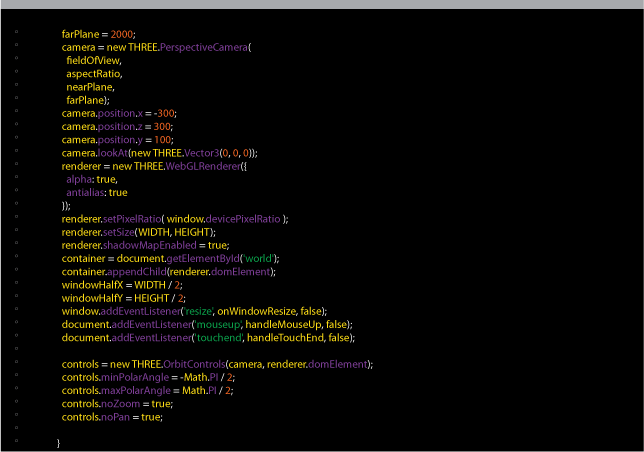 farPlane = 2000;
camera = new THREE.PerspectiveCamera(
fieldOfView,
aspectRatio,
nearPlane,
farPlane);
camera.position.x = -300;
camera.position.z = 300;
camera.position.y = 100;
camera.lookAt(new THREE.Vector3(0, 0, 0));
renderer = new THREE.WebGLRenderer({
alpha: true,
antialias: true
});
renderer.setPixelRatio( window.devicePixelRatio );
renderer.setSize(WIDTH, HEIGHT);
renderer.shadowMapEnabled = true;
container = document.getElementById('world');
container.appendChild(renderer.domElement);
windowHalfX = WIDTH / 2;
windowHalfY = HEIGHT / 2;
window.addEventListener('resize', onWindowResize, false);
document.addEventListener('mouseup', handleMouseUp, false);
document.addEventListener('touchend', handleTouchEnd, false);
controls = new THREE.OrbitControls(camera, renderer.domElement);
controls.minPolarAngle = -Math.PI / 2;
controls.maxPolarAngle = Math.PI / 2;
controls.noZoom = true;
controls.noPan = true;
}